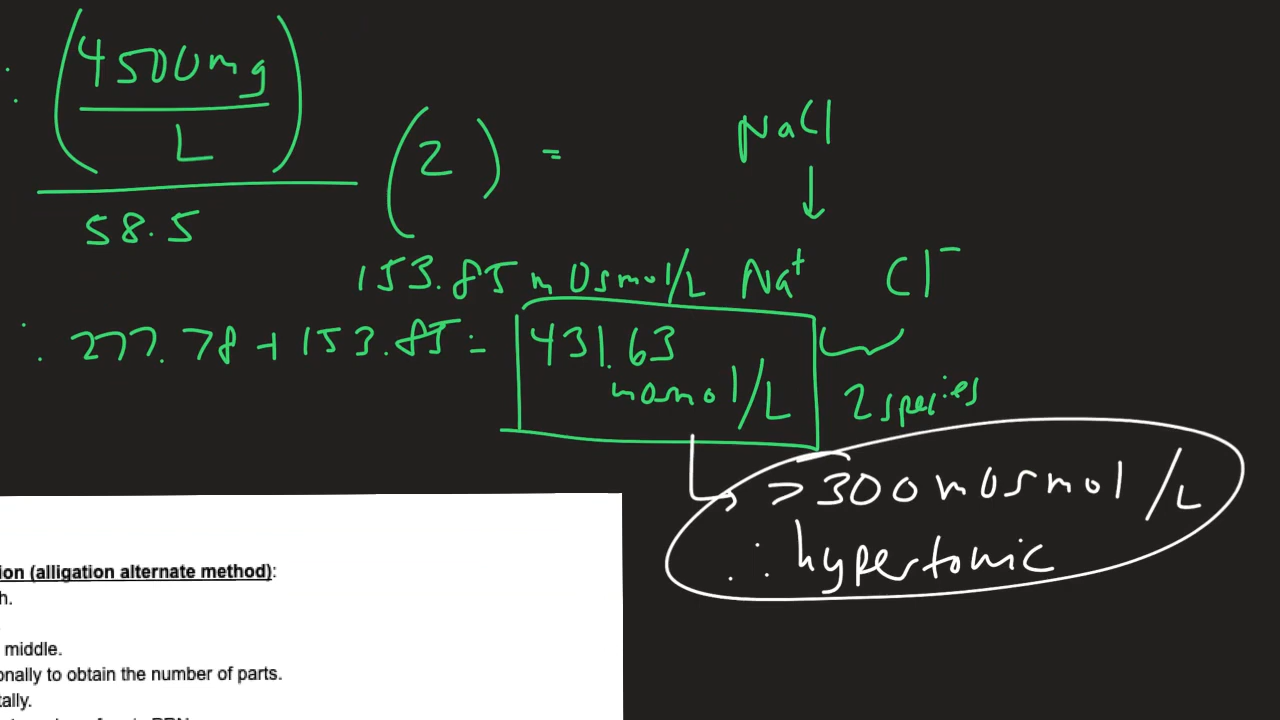 ∴ (4500mg / L) / 58.5 (2) =
NaCl
↓
153.85 mOsmol/L Na⁺ Cl⁻
∴ 277.78 + 153.85 = 431.63
mosmol/L
2 species
> 300 mOsmol/L
∴ hypertonic
ion (alligation alternate method):
h.
middle.
onally to obtain the number of parts.
tally.